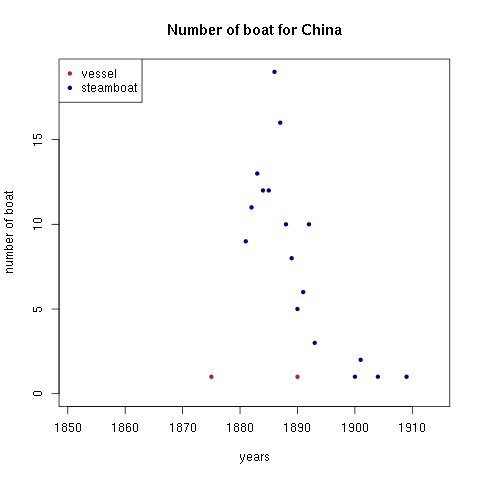 Number of boat for China
vessel
steamboat
number of boat
15
10
5
0
1850 1860 1870 1880 1890 1900 1910
years